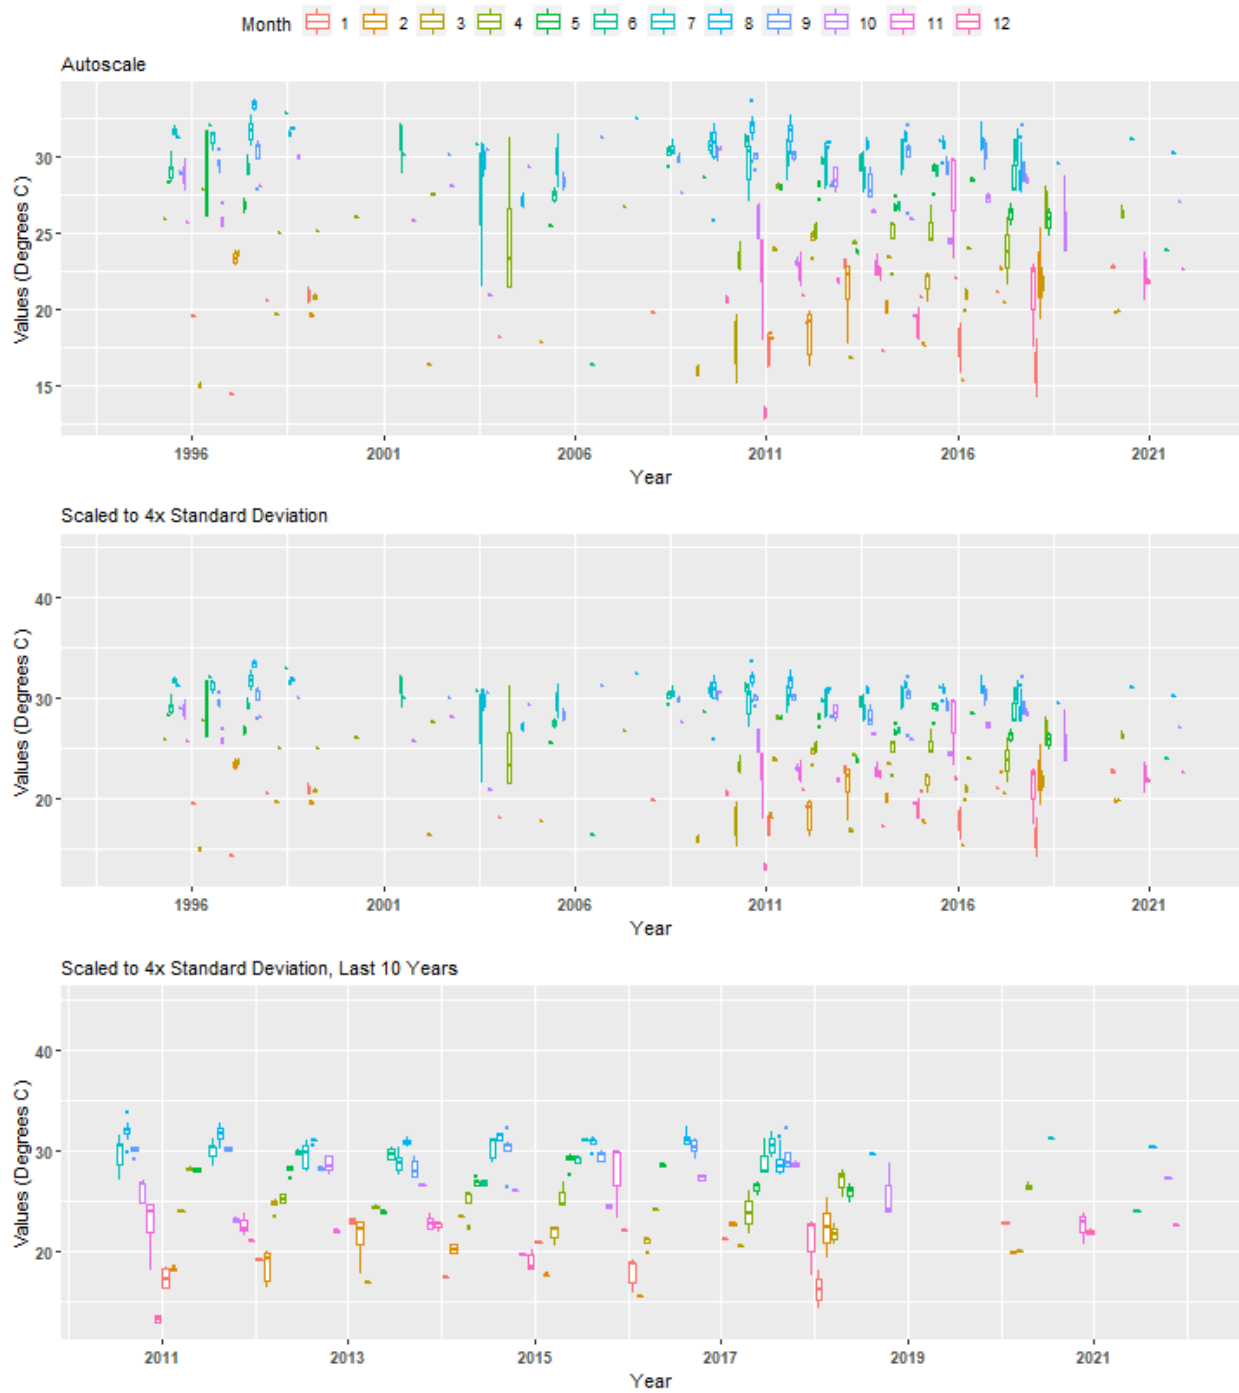 Month 1 2 3 4 5 6 7 8 9 10 11 12
Autoscale
Values (Degrees C)
30
25
20
15
1996 2001 2006 2011 2016 2021
Year
Scaled to 4x Standard Deviation
Values (Degrees C)
40
30
20
1996 2001 2006 2011 2016 2021
Year
Scaled to 4x Standard Deviation, Last 10 Years
Values (Degrees C)
40
30
20
2011 2013 2015 2017 2019 2021
Year